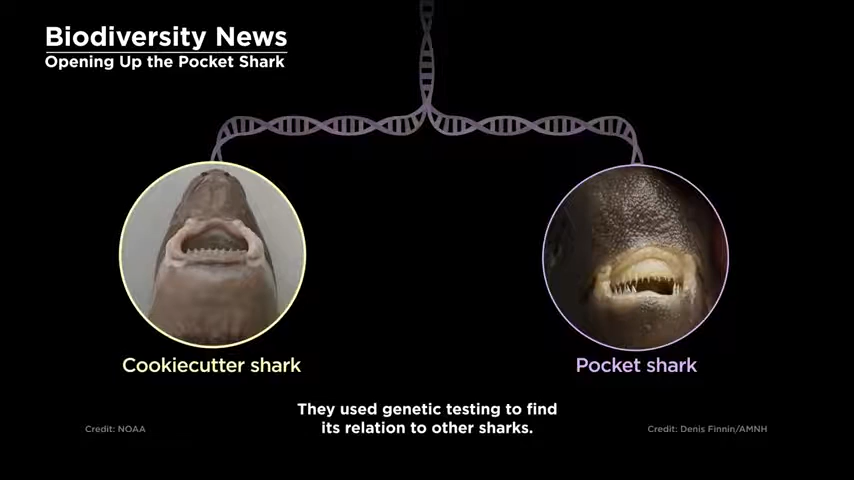 Biodiversity News
Opening Up the Pocket Shark
Cookiecutter shark
Pocket shark
They used genetic testing to find
its relation to other sharks.
Credit: NOAA
Credit: Denis Finnin/AMNH